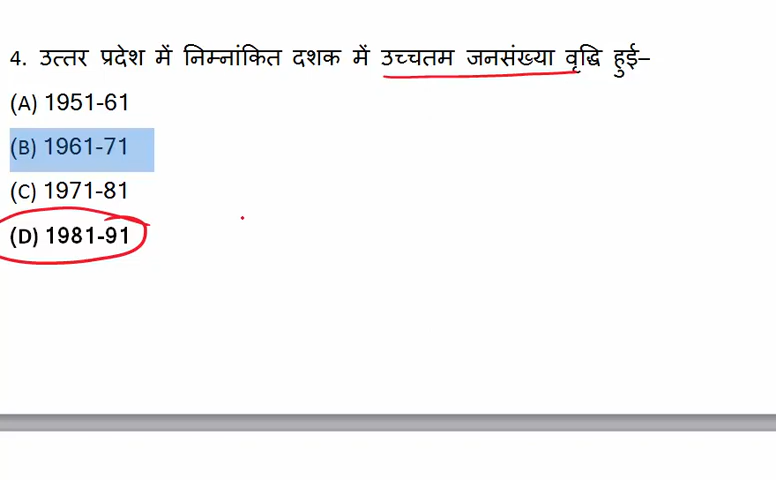 4. उत्तर प्रदेश में निम्नांकित दशक में उच्चतम जनसंख्या वृद्धि हुई–
(A) 1951-61
(B) 1961-71
(C) 1971-81
(D) 1981-91